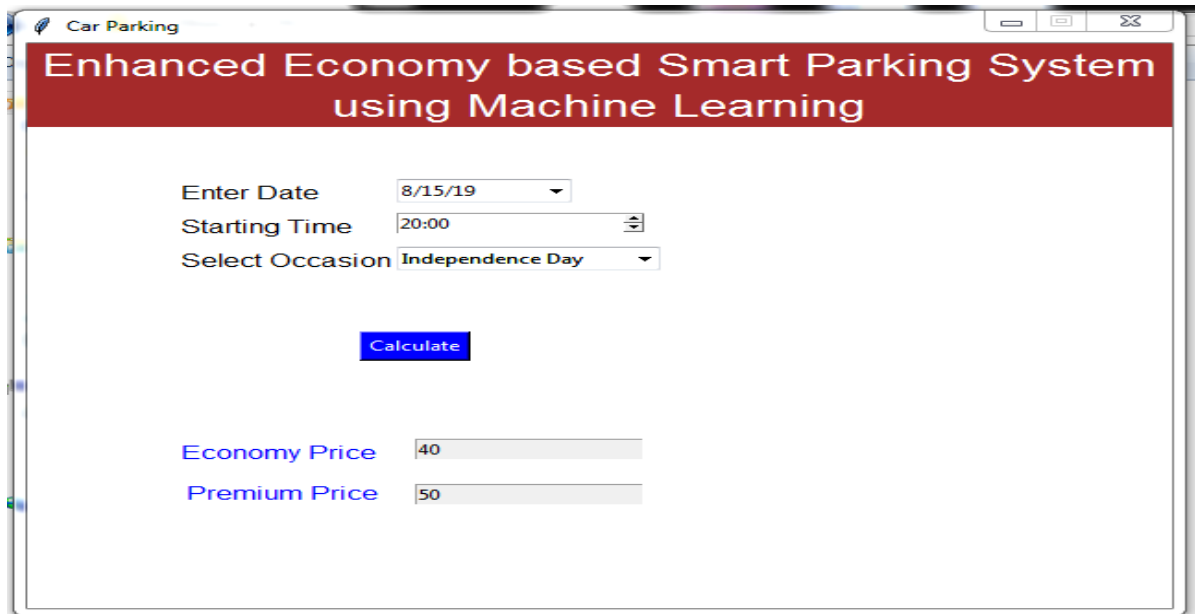 Car Parking
Enhanced Economy based Smart Parking System
using Machine Learning
Enter Date 8/15/19
Starting Time 20:00
Select Occasion Independence Day
Calculate
Economy Price 40
Premium Price 50